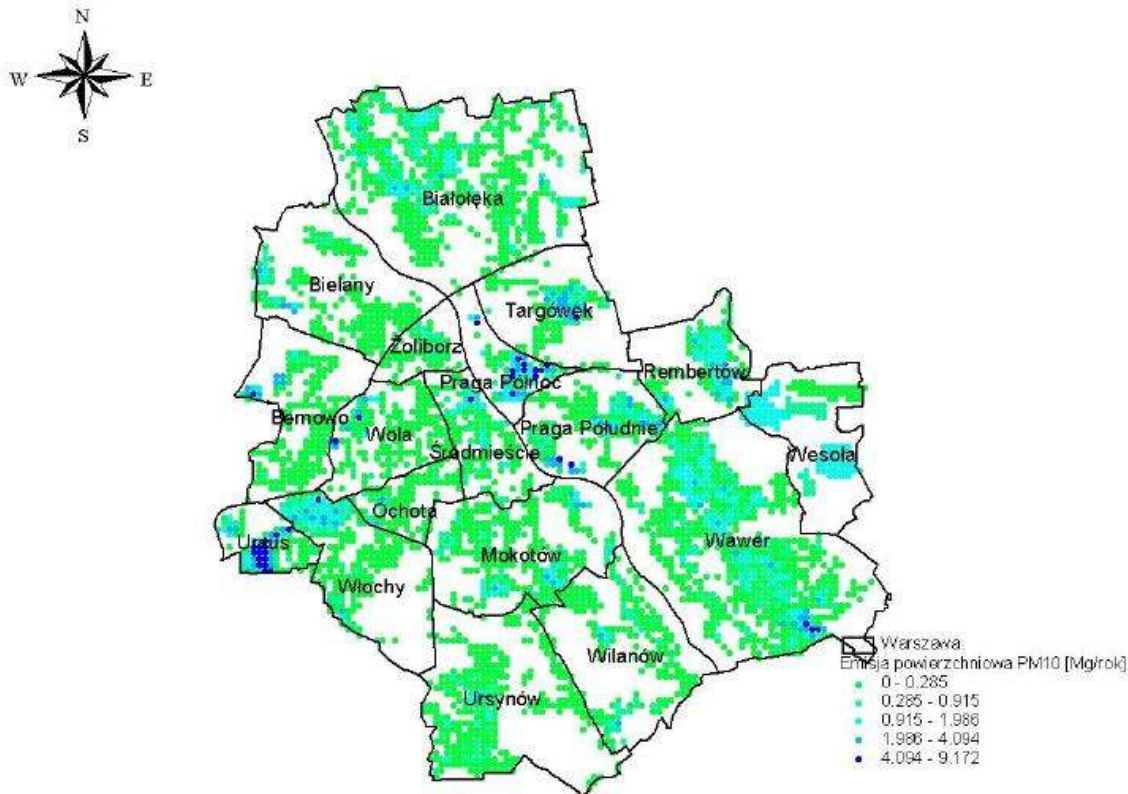 N
W E
S
Białołęka
Bielany
Targówek
Żoliborz
Rembertów
Praga Północ
Bemowo
Wola
Praga Południe
Śródmieście
Wesoła
Ochota
Ursus
Mokotów
Wawer
Włochy
Wilanów
Ursynów
Warszawa
Emisja powierzchniowa PM10 [Mg/rok]
0 - 0.285
0.285 - 0.915
0.915 - 1.986
1.986 - 4.094
4.094 - 9.172